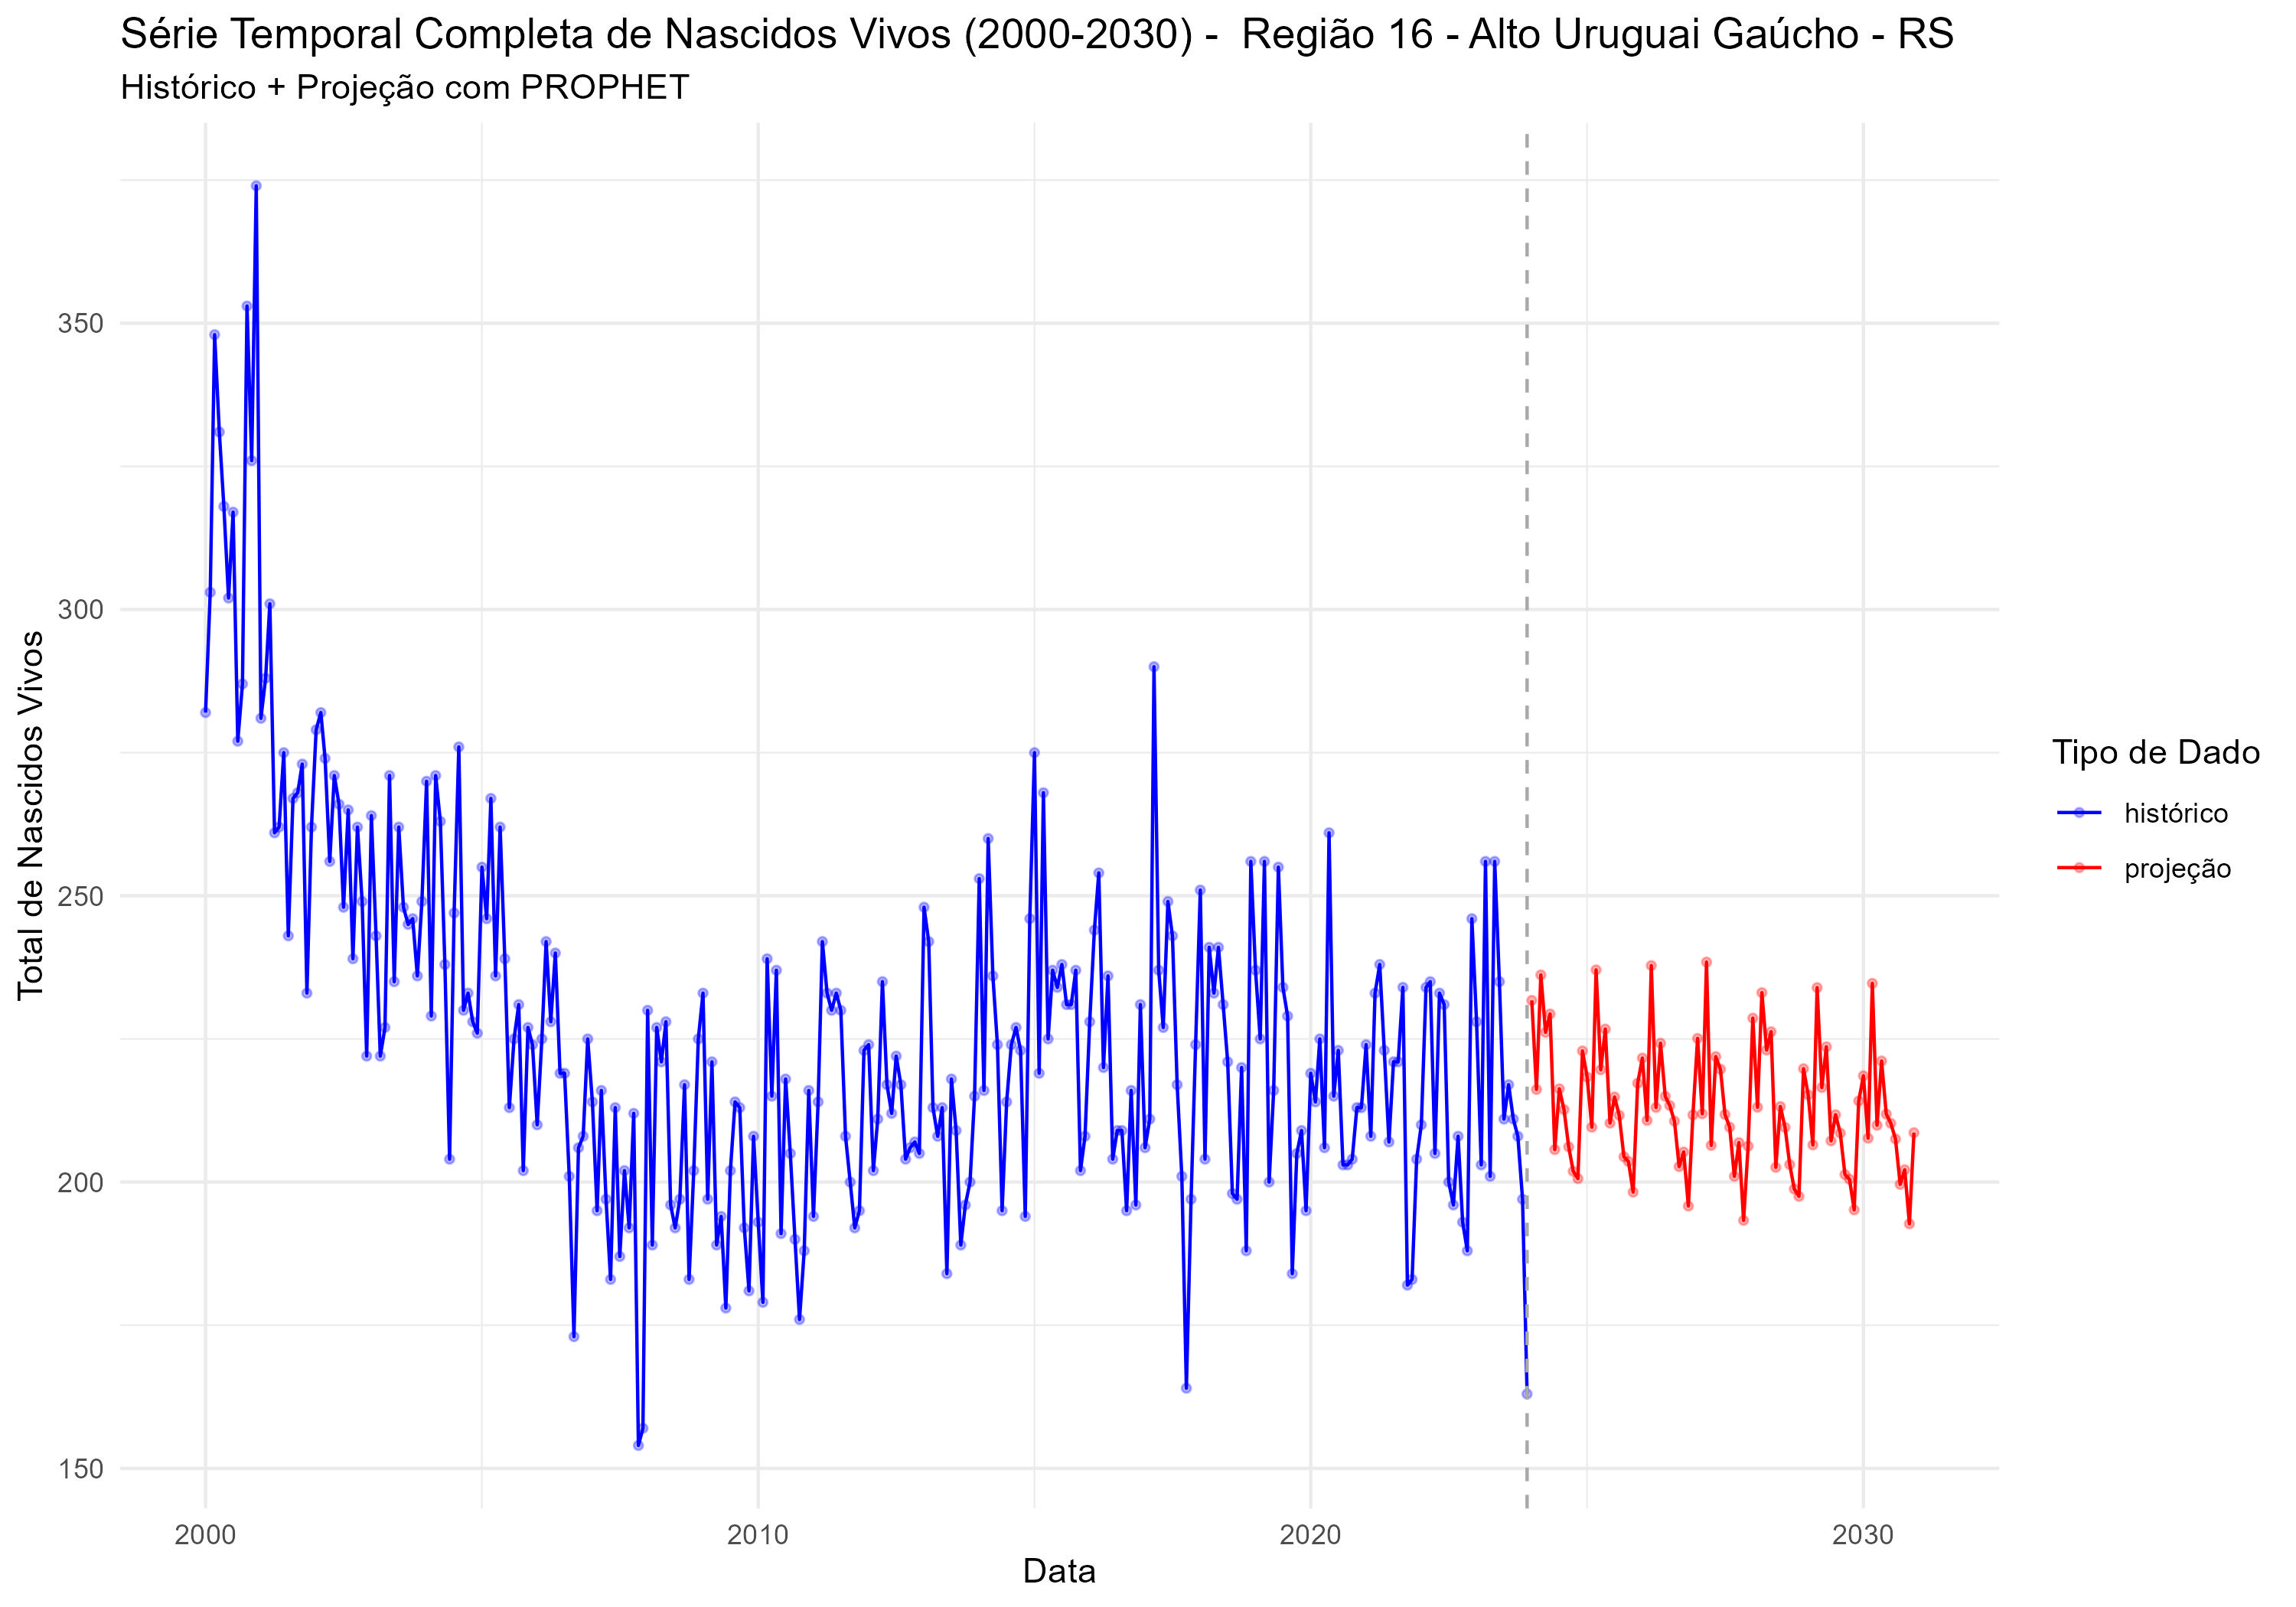 Série Temporal Completa de Nascidos Vivos (2000-2030) -  Região 16 - Alto Uruguai Gaúcho - RS
Histórico + Projeção com PROPHET
Total de Nascidos Vivos
350
300
250
200
150
2000
2010
2020
2030
Data
Tipo de Dado
histórico
projeção